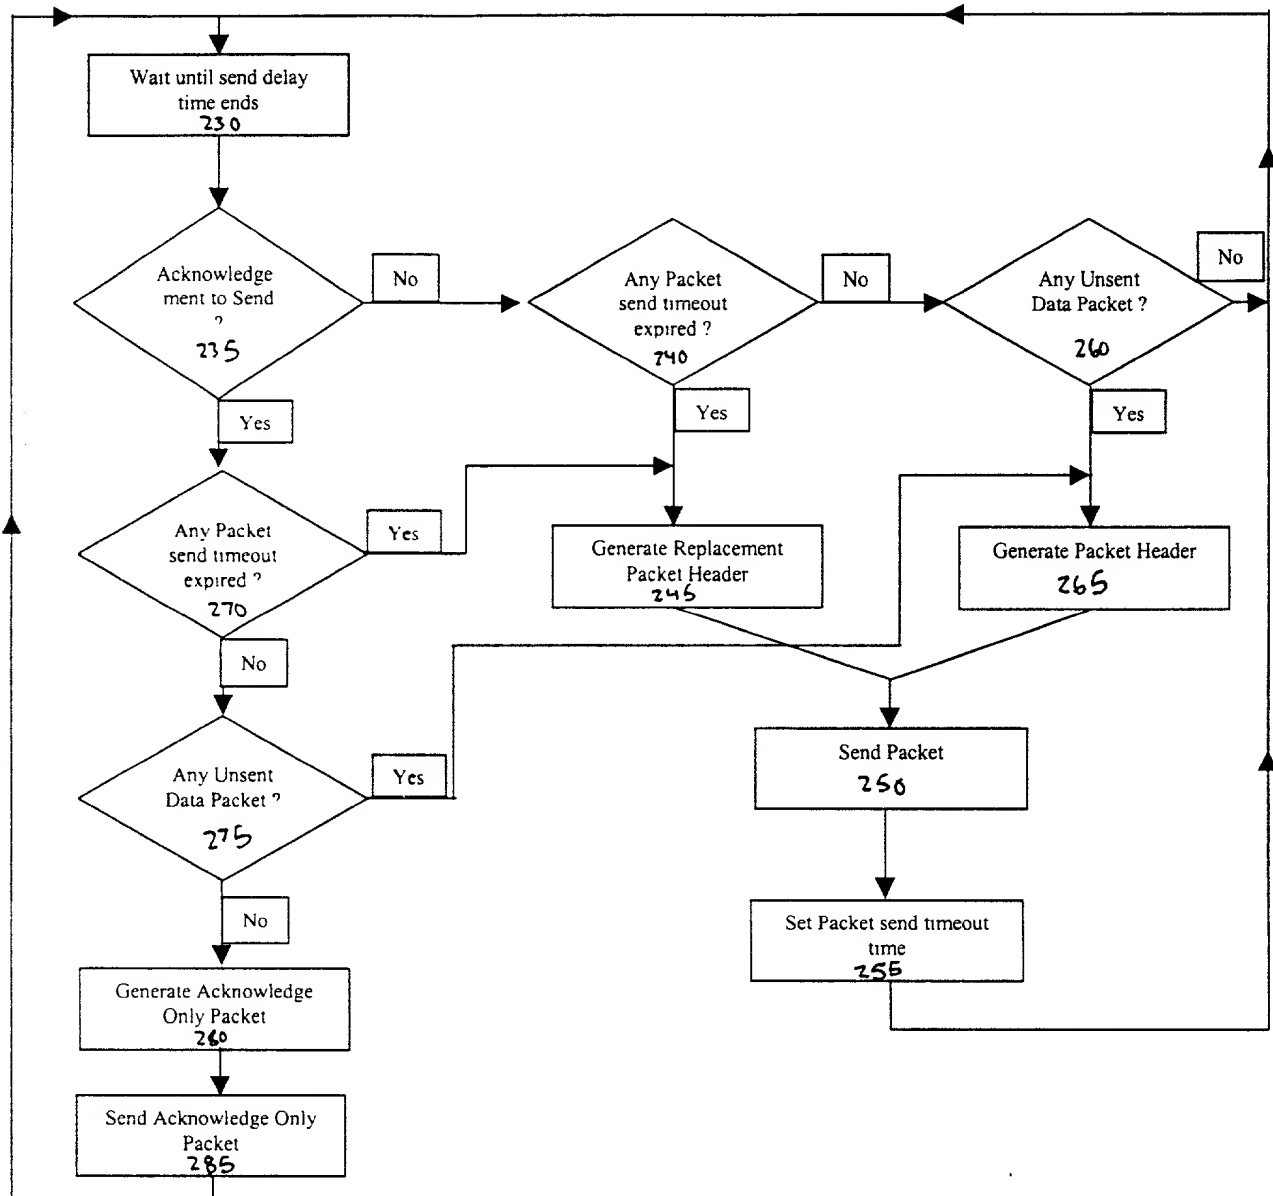 Wait until send delay
time ends
230
Acknowledge
ment to Send
?
235
No
Any Packet
send timeout
expired ?
240
No
Any Unsent
Data Packet ?
260
No
Yes
Yes
Yes
Any Packet
send timeout
expired ?
270
Yes
Generate Replacement
Packet Header
245
Generate Packet Header
265
No
Any Unsent
Data Packet ?
275
Yes
Send Packet
250
No
Set Packet send timeout
time
255
Generate Acknowledge
Only Packet
280
Send Acknowledge Only
Packet
285